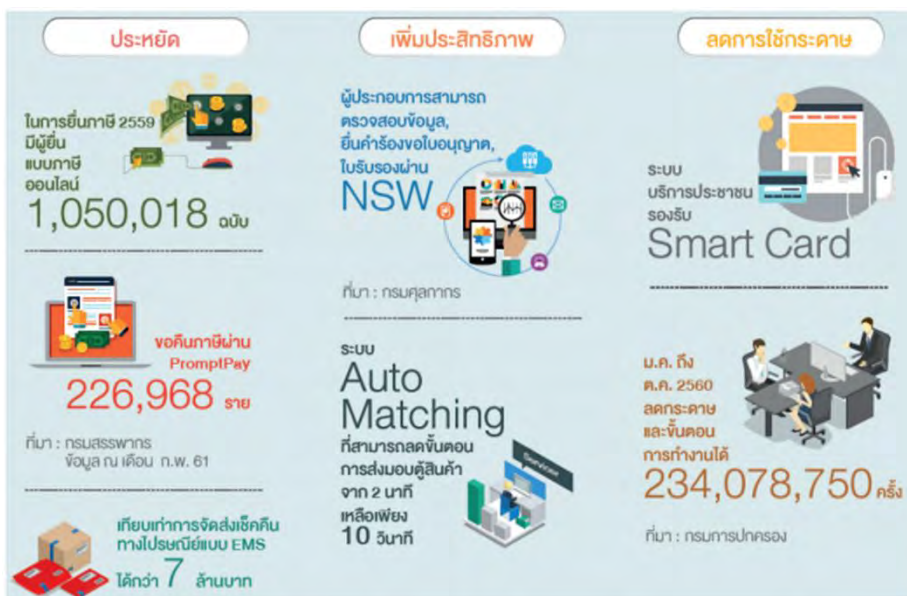 ประหยัด
ในการยื่นภาษี 2559
มีผู้ยื่น
แบบภาษี
ออนไลน์
1,050,018 ฉบับ
ขอคืนภาษีผ่าน
PromptPay
226,968 ราย
ที่มา : กรมสรรพากร
ข้อมูล ณ เดือน ก.พ. 61
เทียบเท่าการจัดส่งเช็คคืน
ทางไปรษณีย์แบบ EMS
ได้กว่า 7 ล้านบาท
เพิ่มประสิทธิภาพ
ผู้ประกอบการสามารถ
ตรวจสอบข้อมูล,
ยื่นคำร้องขอใบอนุญาต,
ใบรับรองผ่าน
NSW
ที่มา : กรมศุลกากร
ระบบ
Auto
Matching
ที่สามารถลดขั้นตอน
การส่งมอบตู้สินค้า
จาก 2 นาที
เหลือเพียง
10 วินาที
Services
ลดการใช้กระดาษ
ระบบ
บริการประชาชน
รองรับ
Smart Card
ม.ค. ถึง
ต.ค. 2560
ลดกระดาษ
และขั้นตอน
การทำงานได้
234,078,750 ครั้ง
ที่มา : กรมการปกครอง